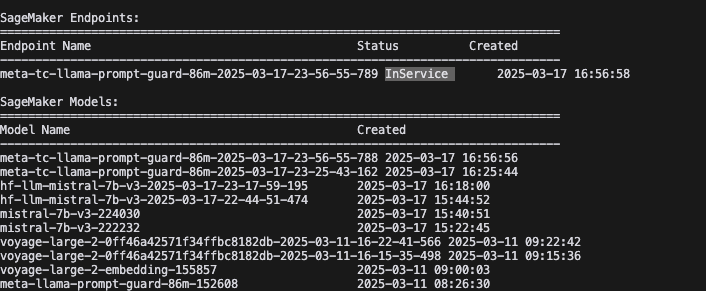 SageMaker Endpoints:
================================================================================
Endpoint Name Status Created
--------------------------------------------------------------------------------
meta-tc-llama-prompt-guard-86m-2025-03-17-23-56-55-789 InService 2025-03-17 16:56:58
SageMaker Models:
================================================================================
Model Name Created
--------------------------------------------------------------------------------
meta-tc-llama-prompt-guard-86m-2025-03-17-23-56-55-788 2025-03-17 16:56:56
meta-tc-llama-prompt-guard-86m-2025-03-17-23-25-43-162 2025-03-17 16:25:44
hf-llm-mistral-7b-v3-2025-03-17-23-17-59-195 2025-03-17 16:18:00
hf-llm-mistral-7b-v3-2025-03-17-22-44-51-474 2025-03-17 15:44:52
mistral-7b-v3-224030 2025-03-17 15:40:51
mistral-7b-v3-222232 2025-03-17 15:22:45
voyage-large-2-0ff46a42571f34ffbc8182db-2025-03-11-16-22-41-566 2025-03-11 09:22:42
voyage-large-2-0ff46a42571f34ffbc8182db-2025-03-11-16-15-35-498 2025-03-11 09:15:36
voyage-large-2-embedding-155857 2025-03-11 09:00:03
meta-llama-prompt-guard-86m-152608 2025-03-11 08:26:30